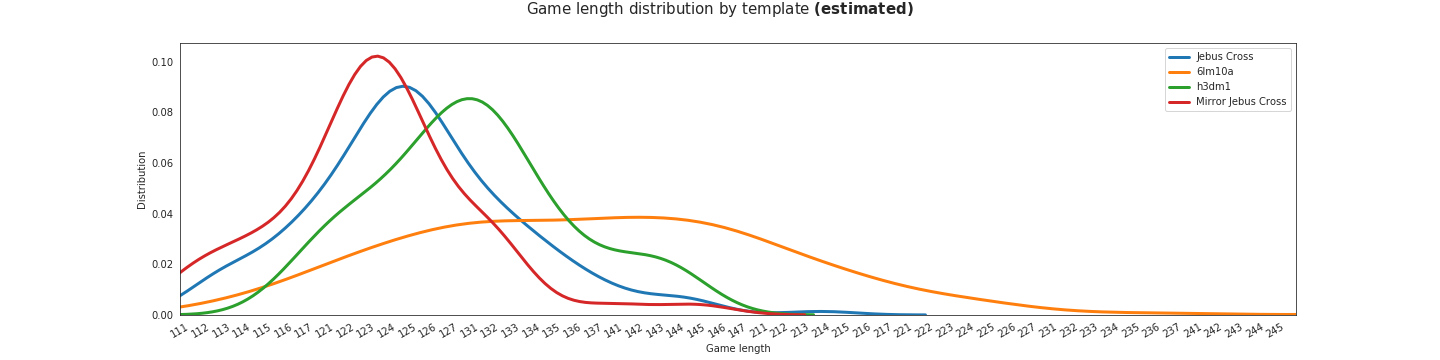 Game length distribution by template (estimated)
Jebus Cross
6lm10a
h3dm1
Mirror Jebus Cross
Distribution
0.10
0.08
0.06
0.04
0.02
0.00
111 112 113 114 115 116 117 121 122 123 124 125 126 127 131 132 133 134 135 136 137 141 142 143 144 145 146 147 211 212 213 214 215 216 217 221 222 223 224 225 226 227 231 232 233 234 235 236 237 241 242 243 244 245
Game length